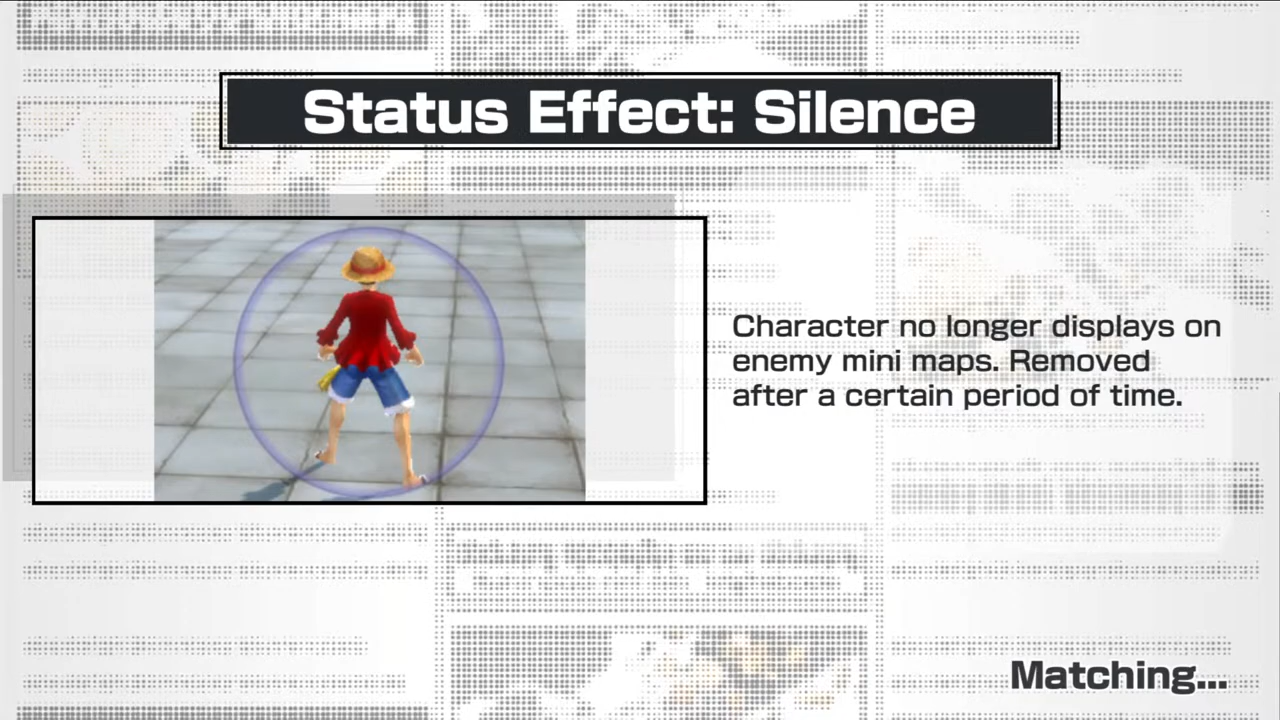 Status Effect: Silence
Character no longer displays on
enemy mini maps. Removed
after a certain period of time.
Matching...